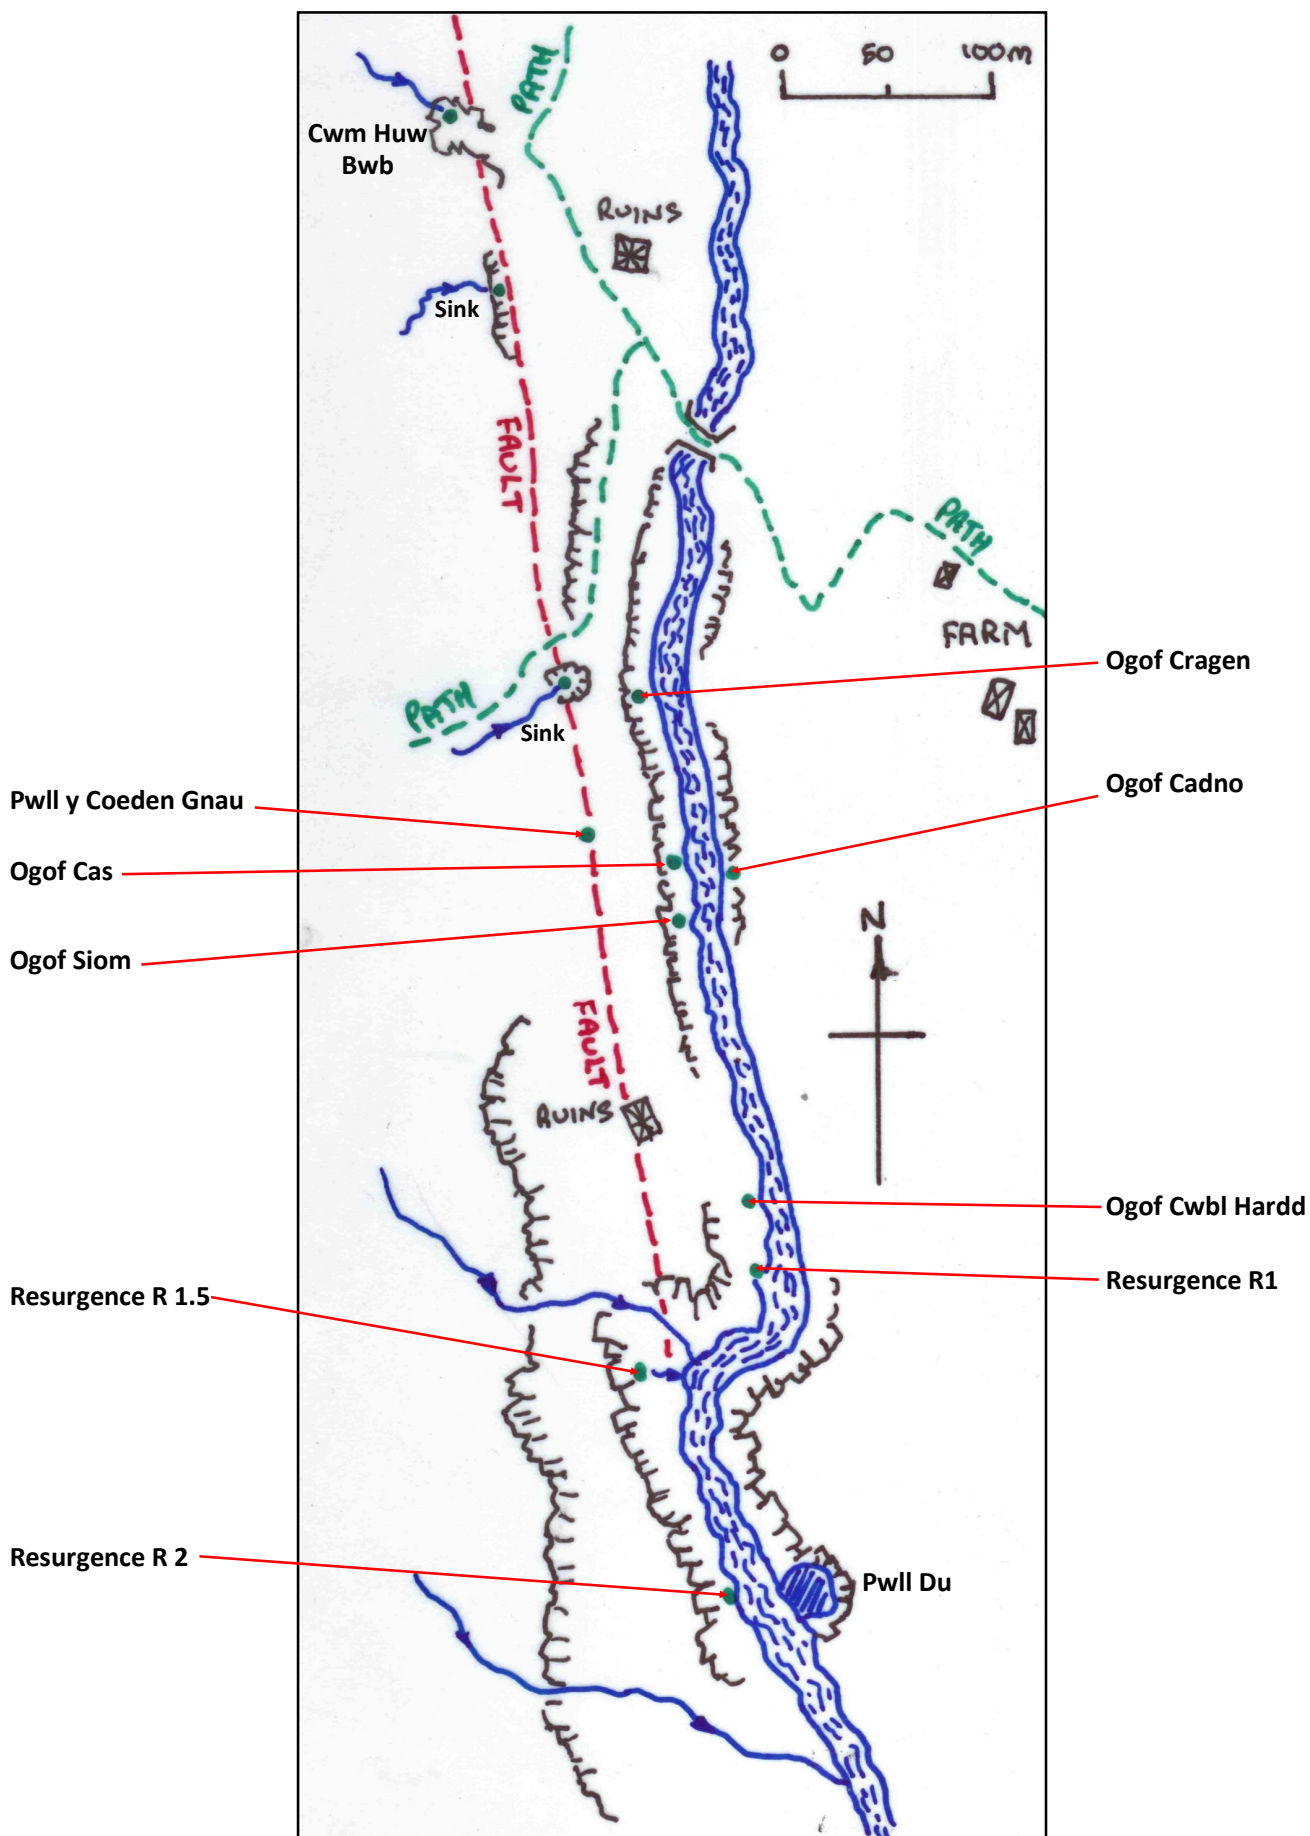 0 50 100m
PATH
Cwm Huw
Bwb
RUINS
Sink
FAULT
PATH
FARM
Ogof Cragen
PATH
Sink
Ogof Cadno
Pwll y Coeden Gnau
Ogof Cas
N
Ogof Siom
FAULT
RUINS
Ogof Cwbl Hardd
Resurgence R1
Resurgence R 1.5
Resurgence R 2
Pwll Du